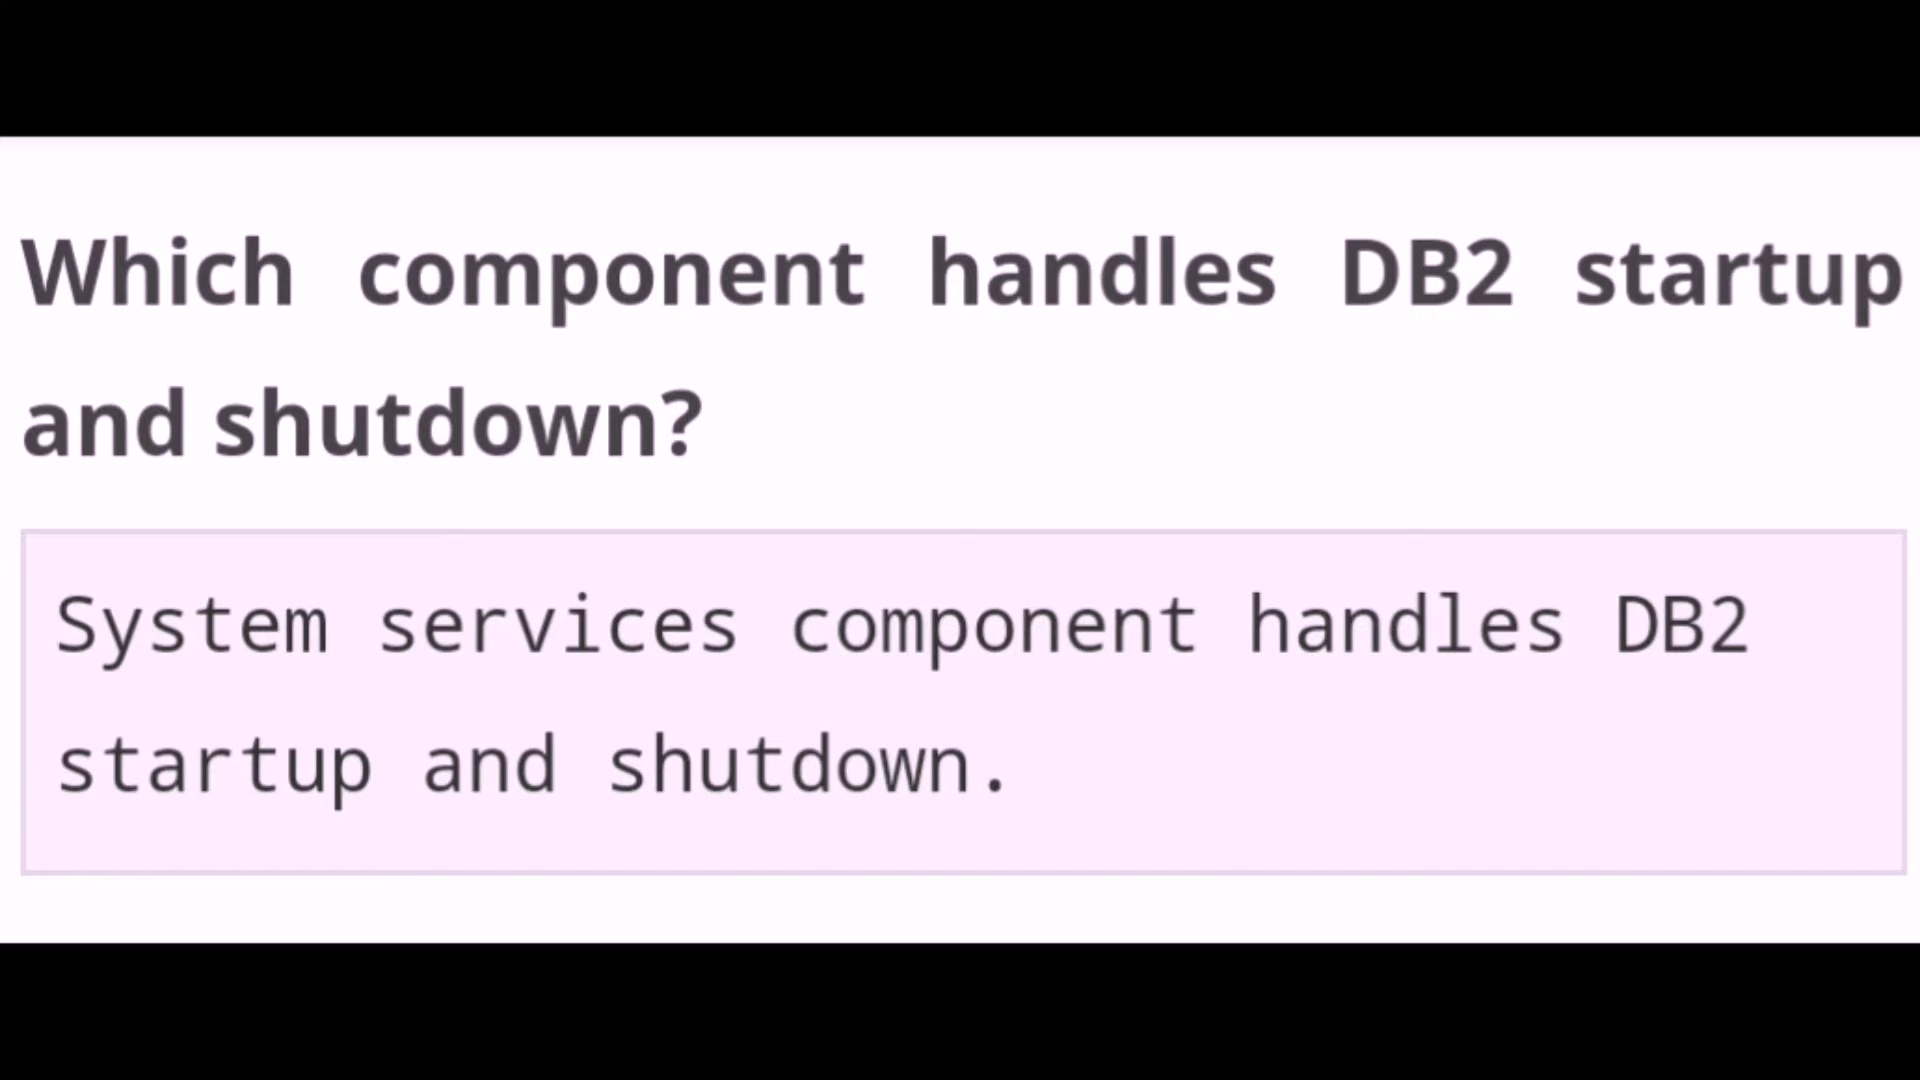 Which component handles DB2 startup
and shutdown?
System services component handles DB2
startup and shutdown.